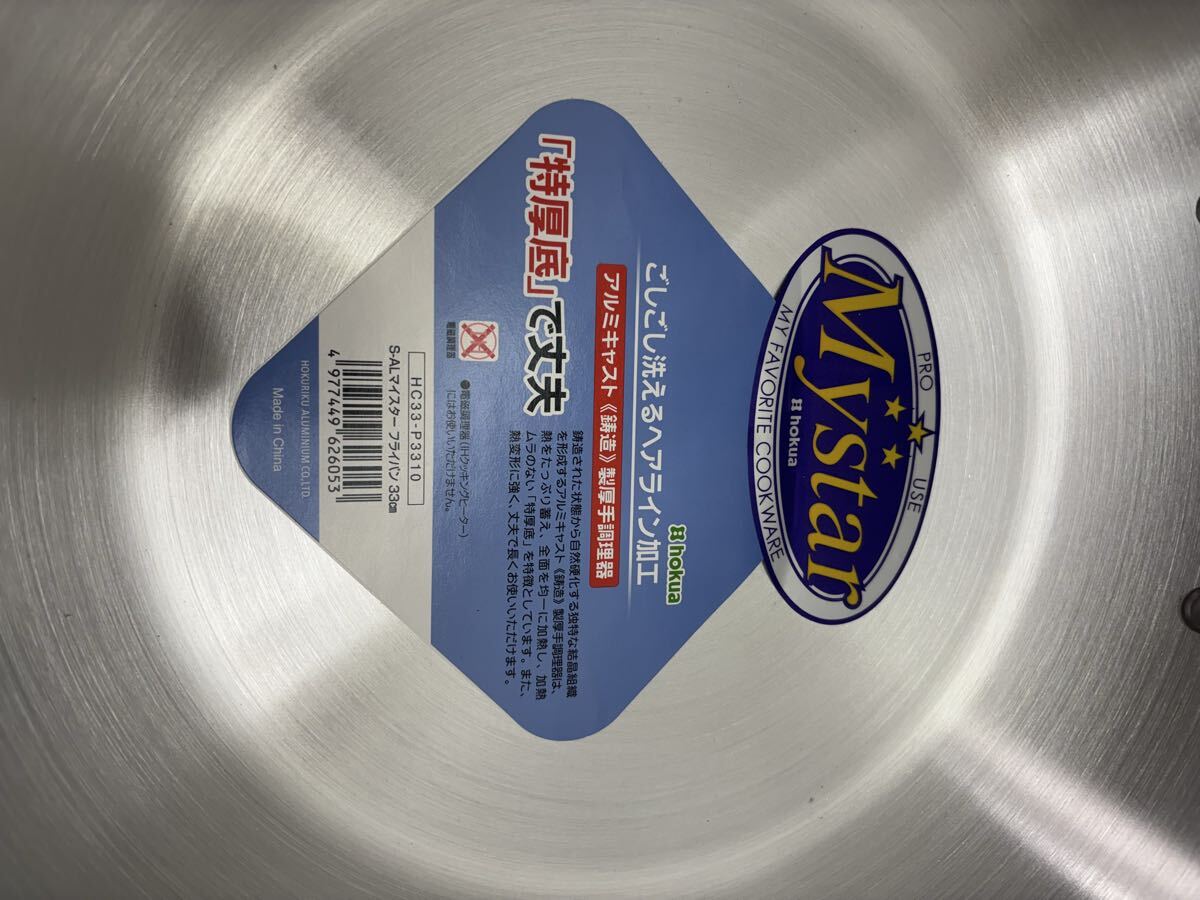 PRO USE
Mystar
hokua
MY FAVORITE COOKWARE
hokua
ごしごし洗えるヘアライン加工
アルミキャスト《鋳造》製厚手調理器
「特厚底」で丈夫
鋳造された状態から自然硬化する独特な結晶組織
を形成するアルミキャスト《鋳造》製厚手調理器は、
熱をたっぷり蓄え、全面を均一に加熱し、加熱
ムラのない「特厚底」を特徴としています。また、
熱変形に強く、丈夫で長くお使いいただけます。
電磁調理器
●電磁調理器(IHクッキングヒーター)
にはお使いいただけません。
HC33-P3310
S-ALマイスター フライパン 33cm
4 977449 626053
HOKURIKU ALUMINIUM CO.,LTD.
Made in China